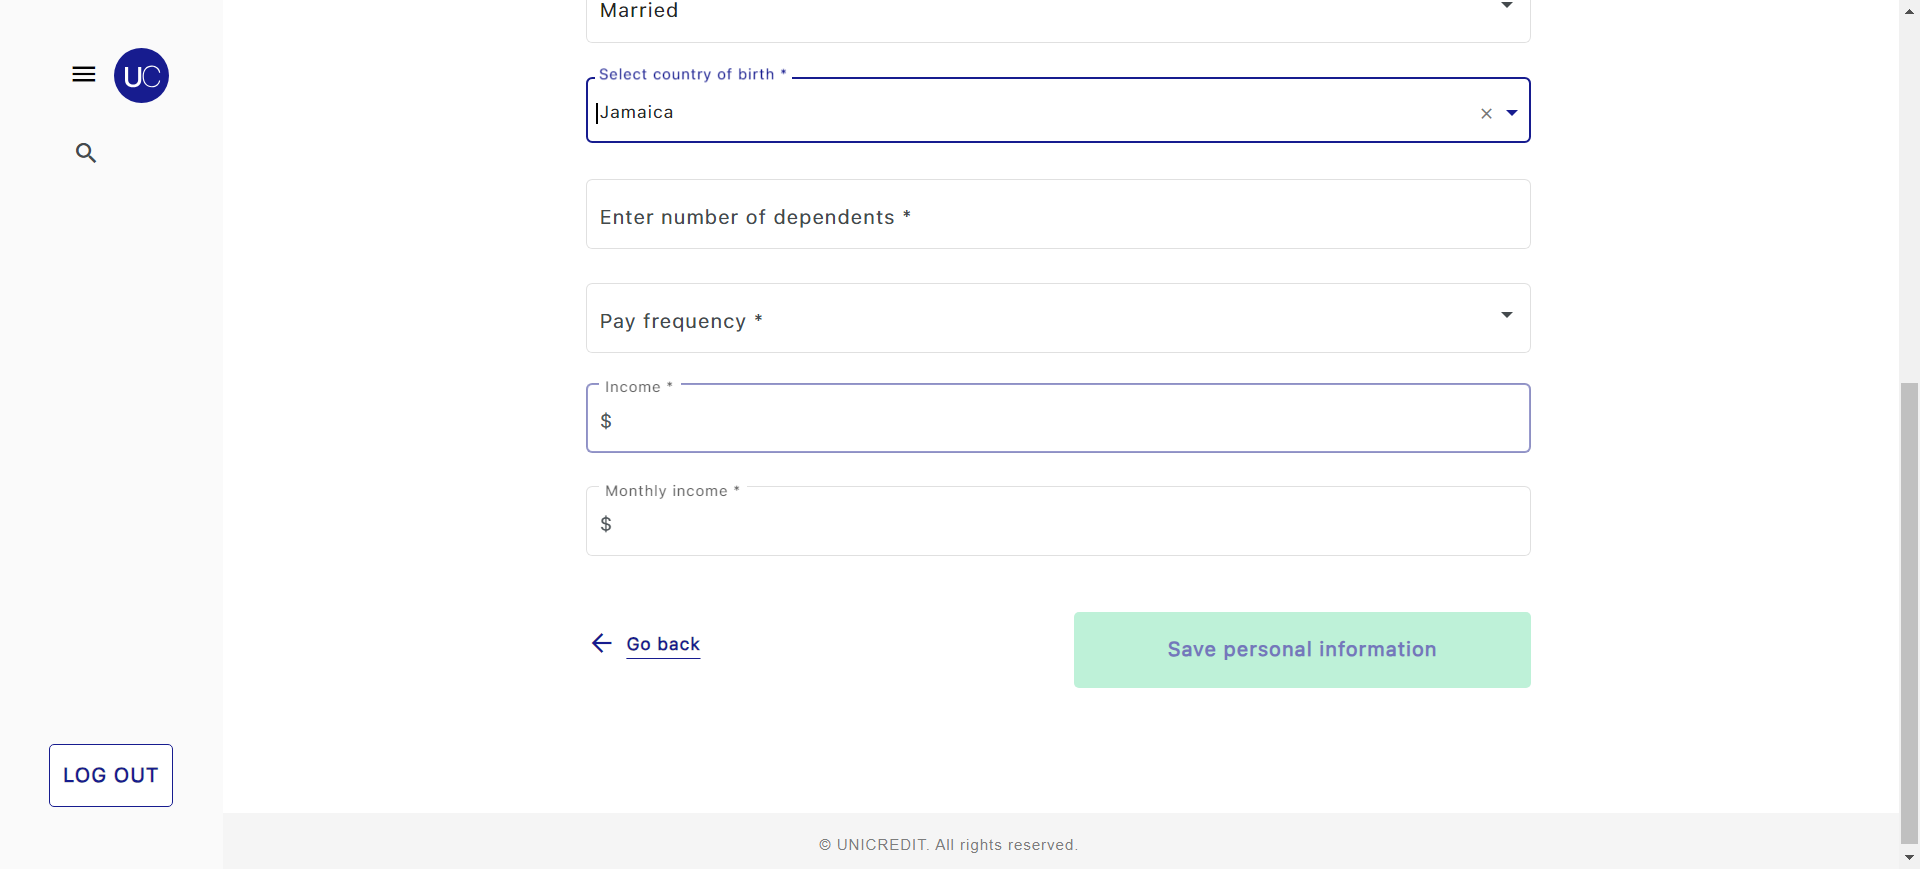 Married
UC
Select country of birth *
Jamaica
Enter number of dependents *
Pay frequency *
Income *
$
Monthly income *
$
Go back
Save personal information
LOG OUT
© UNICREDIT. All rights reserved.